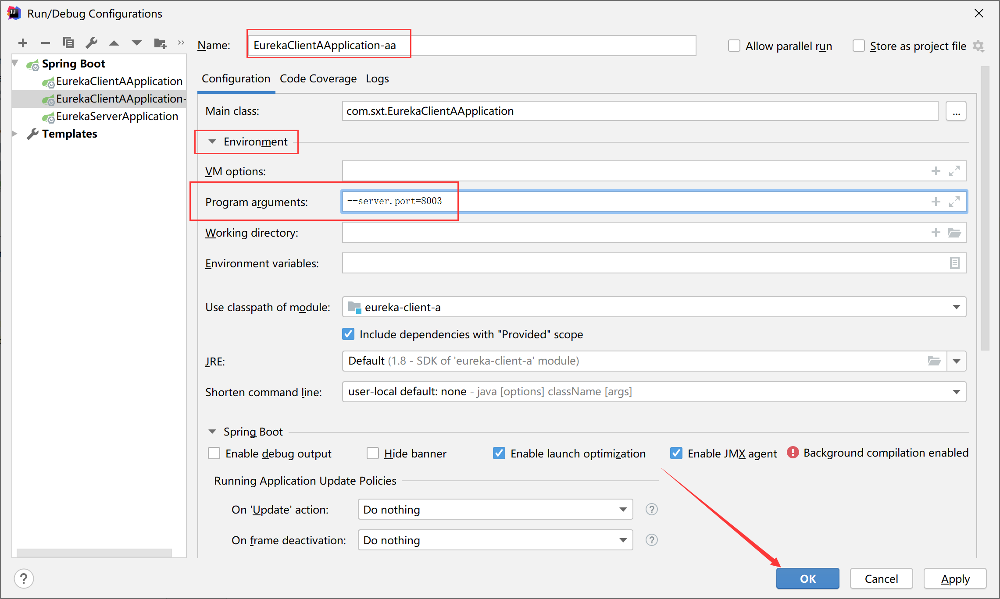 Run/Debug Configurations
Name:
EurekaClientAApplication-aa
Allow parallel run
Store as project file
Spring Boot
EurekaClientAApplication
EurekaClientAApplication-
EurekaServerApplication
Templates
Configuration
Code Coverage
Logs
Main class:
com.sxt.EurekaClientAApplication
...
Environment
VM options:
Program arguments:
--server.port=8003
Working directory:
Environment variables:
Use classpath of module:
eureka-client-a
Include dependencies with "Provided" scope
JRE:
Default (1.8 - SDK of 'eureka-client-a' module)
Shorten command line:
user-local default: none - java [options] className [args]
Spring Boot
Enable debug output
Hide banner
Enable launch optimization
Enable JMX agent
Background compilation enabled
Running Application Update Policies
On 'Update' action:
Do nothing
?
On frame deactivation:
Do nothing
?
?
OK
Cancel
Apply